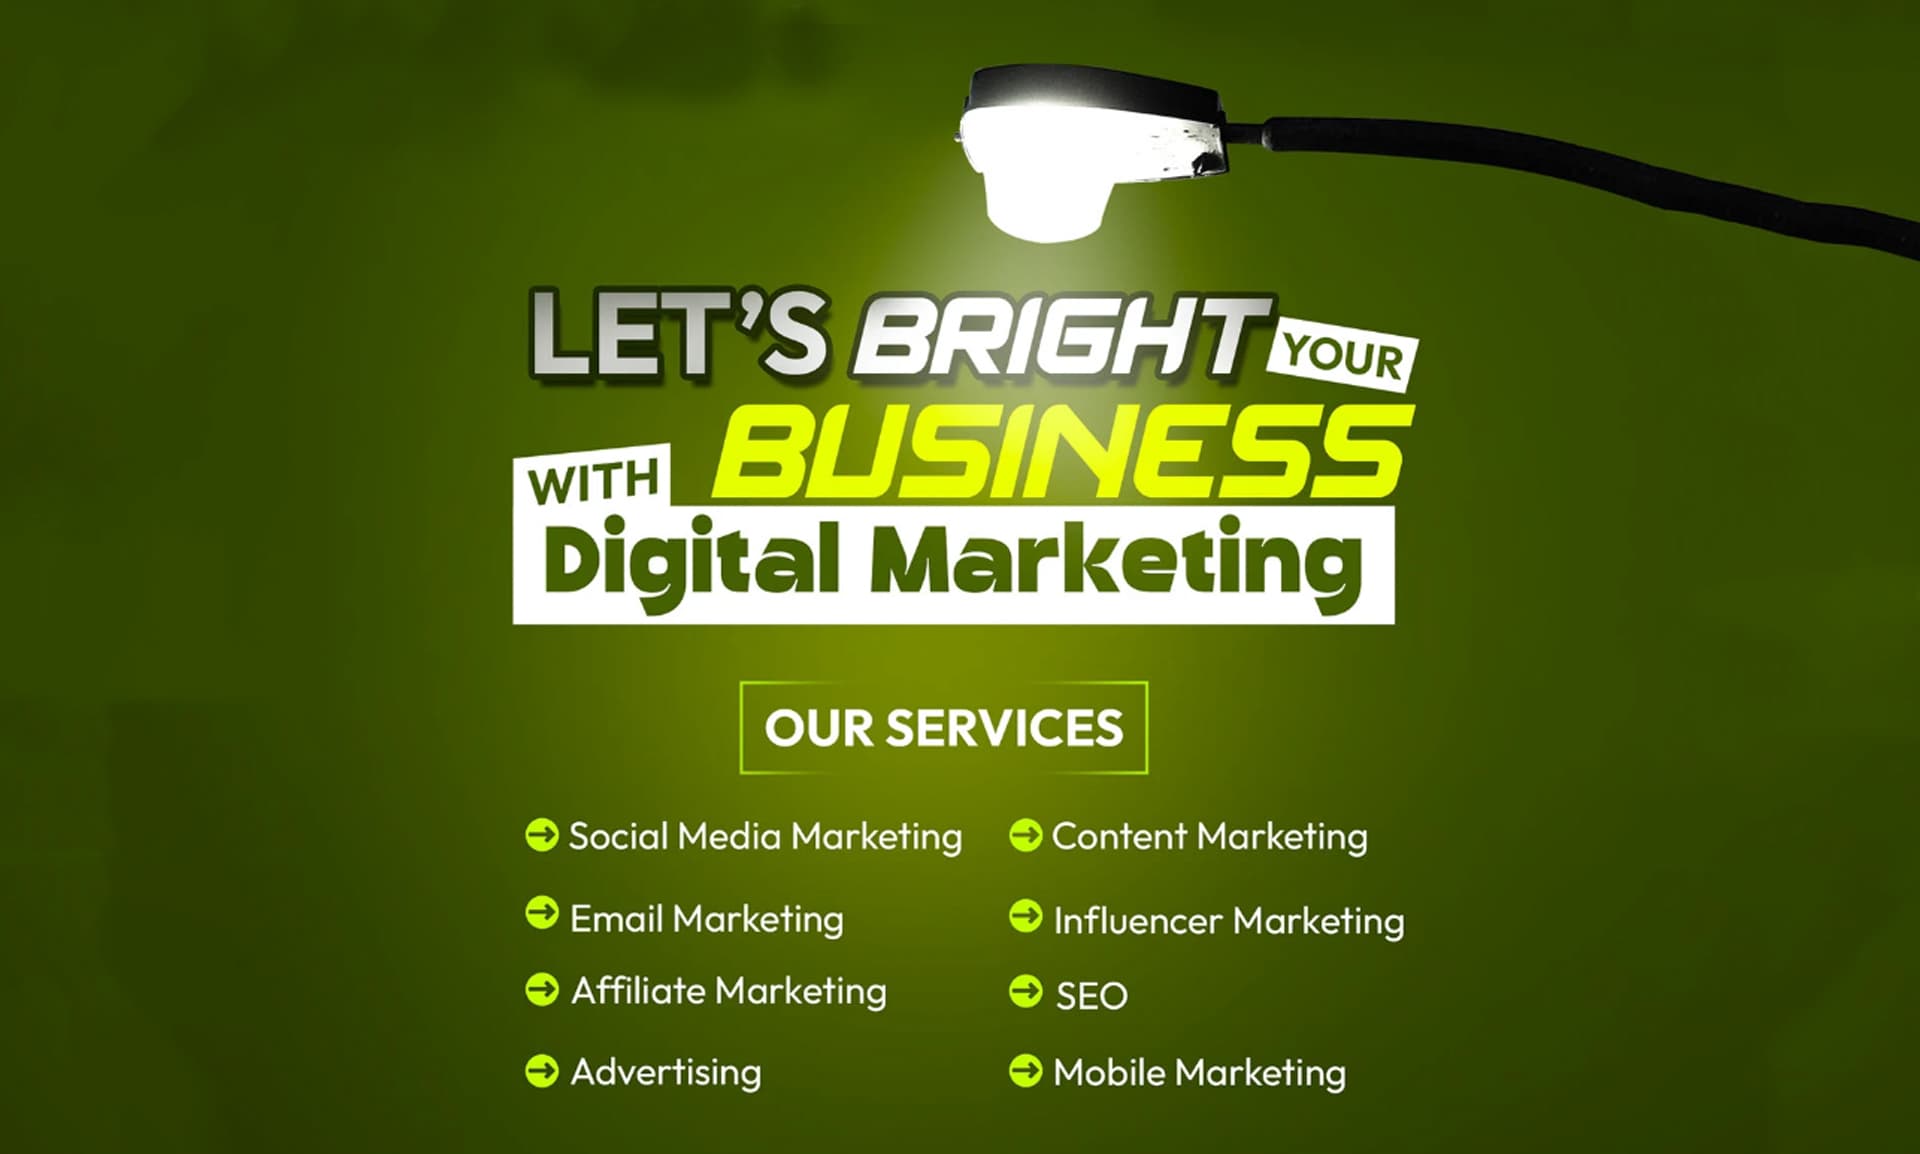 LET'S BRIGHT YOUR
BUSINESS
WITH
Digital Marketing
OUR SERVICES
Social Media Marketing
Content Marketing
Email Marketing
Influencer Marketing
Affiliate Marketing
SEO
Advertising
Mobile Marketing